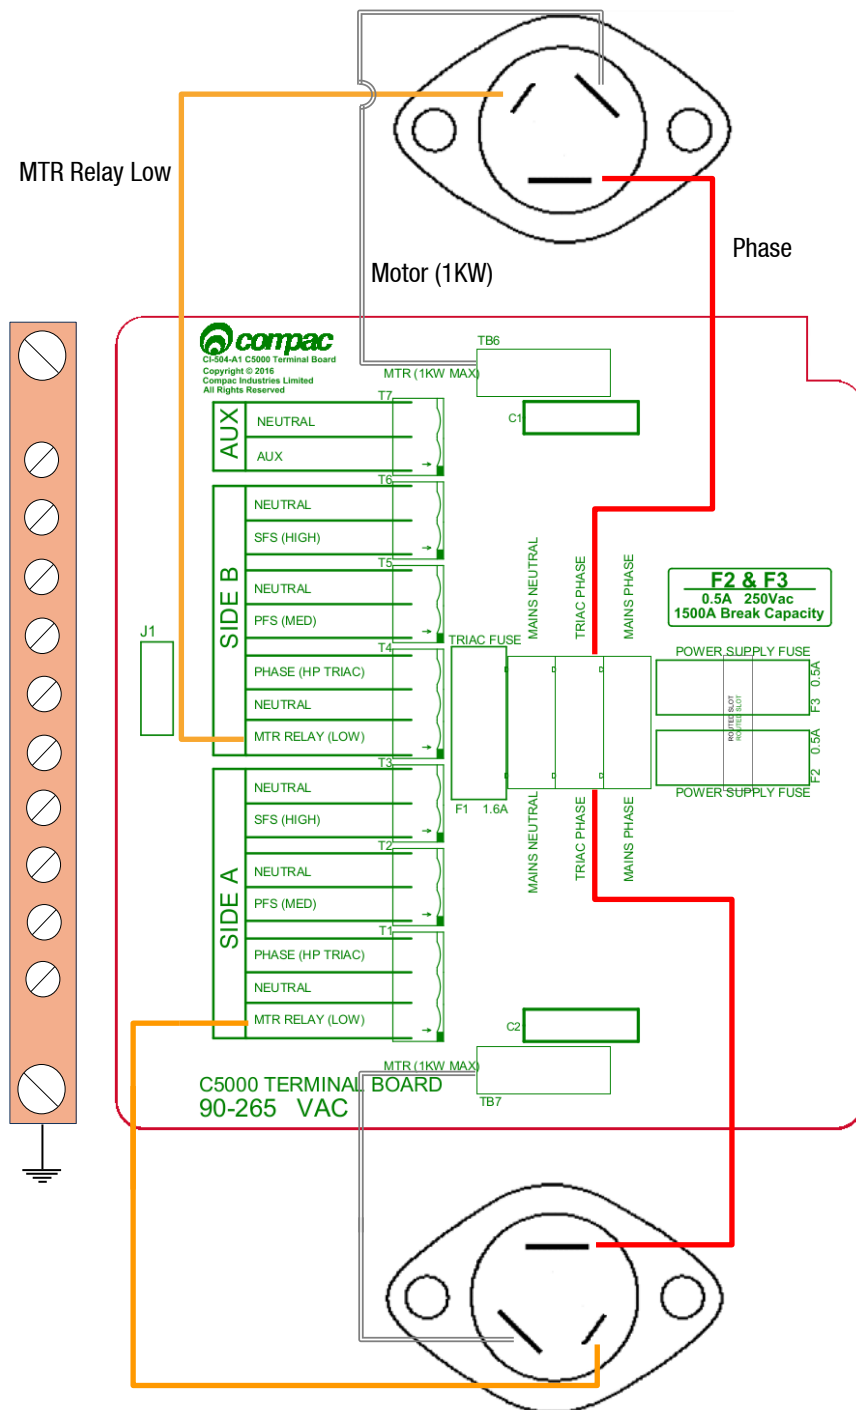 MTR Relay Low
Phase
Motor (1KW)
compac
CI-504-A1 C5000 Terminal Board
Copyright © 2016
Compac Industries Limited
All Rights Reserved
TB6
MTR (1KW MAX)
C1
T7
AUX
NEUTRAL
AUX
T6
SIDE B
NEUTRAL
SFS (HIGH)
T5
NEUTRAL
PFS (MED)
T4
PHASE (HP TRIAC)
NEUTRAL
MTR RELAY (LOW)
J1
T3
SIDE A
NEUTRAL
SFS (HIGH)
T2
NEUTRAL
PFS (MED)
T1
PHASE (HP TRIAC)
NEUTRAL
MTR RELAY (LOW)
MAINS NEUTRAL
TRIAC PHASE
MAINS PHASE
F2 & F3
0.5A 250Vac
1500A Break Capacity
TRIAC FUSE
F1 1.6A
POWER SUPPLY FUSE
F3 0.5A
ROUTED SLOT
ROUTED SLOT
F2 0.5A
POWER SUPPLY FUSE
MAINS NEUTRAL
TRIAC PHASE
MAINS PHASE
C2
MTR (1KW MAX)
TB7
C5000 TERMINAL BOARD
90-265 VAC